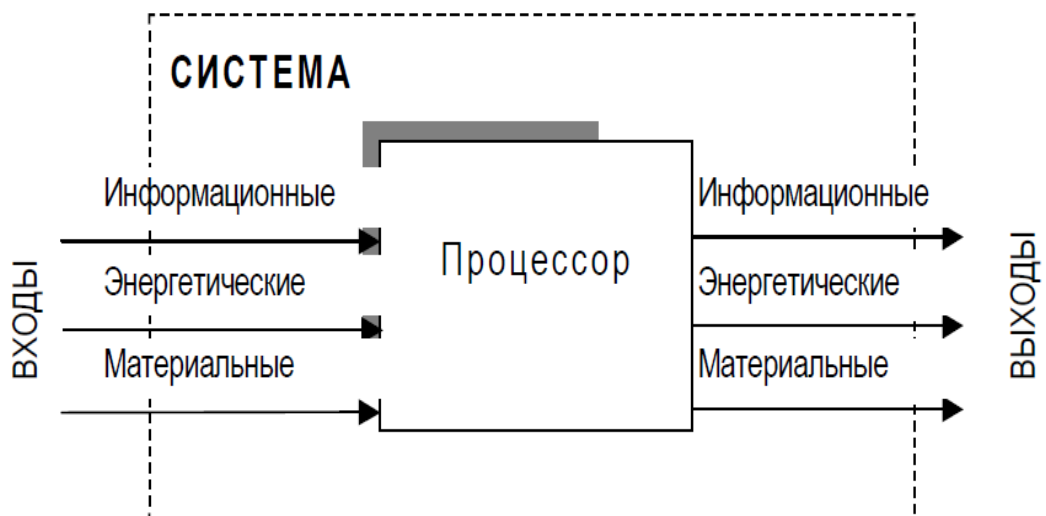 СИСТЕМА
ВХОДЫ
Информационные
Энергетические
Материальные
Процессор
Информационные
Энергетические
Материальные
ВЫХОДЫ